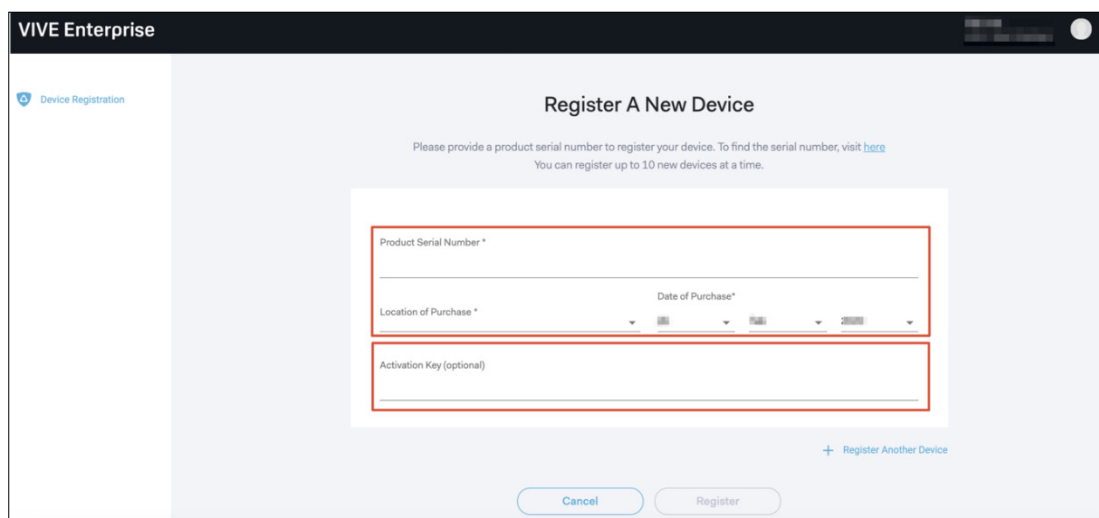 VIVE Enterprise
Device Registration
Register A New Device
Please provide a product serial number to register your device. To find the serial number, visit here
You can register up to 10 new devices at a time.
Product Serial Number *
Date of Purchase*
Location of Purchase *
Activation Key (optional)
+ Register Another Device
Cancel Register